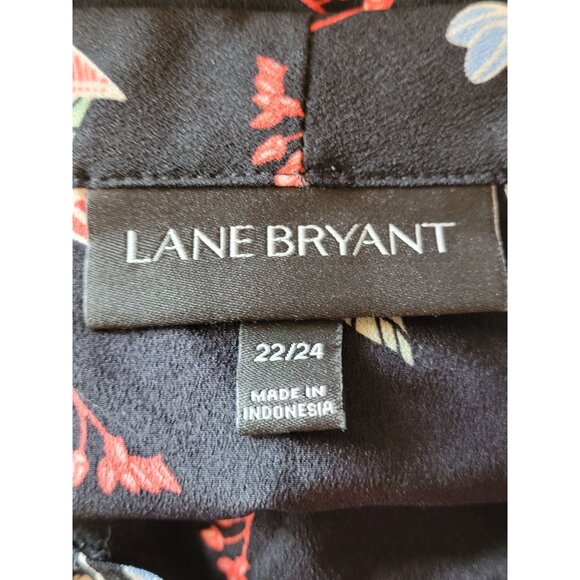 LANE BRYANT
22/24
MADE IN
INDONESIA